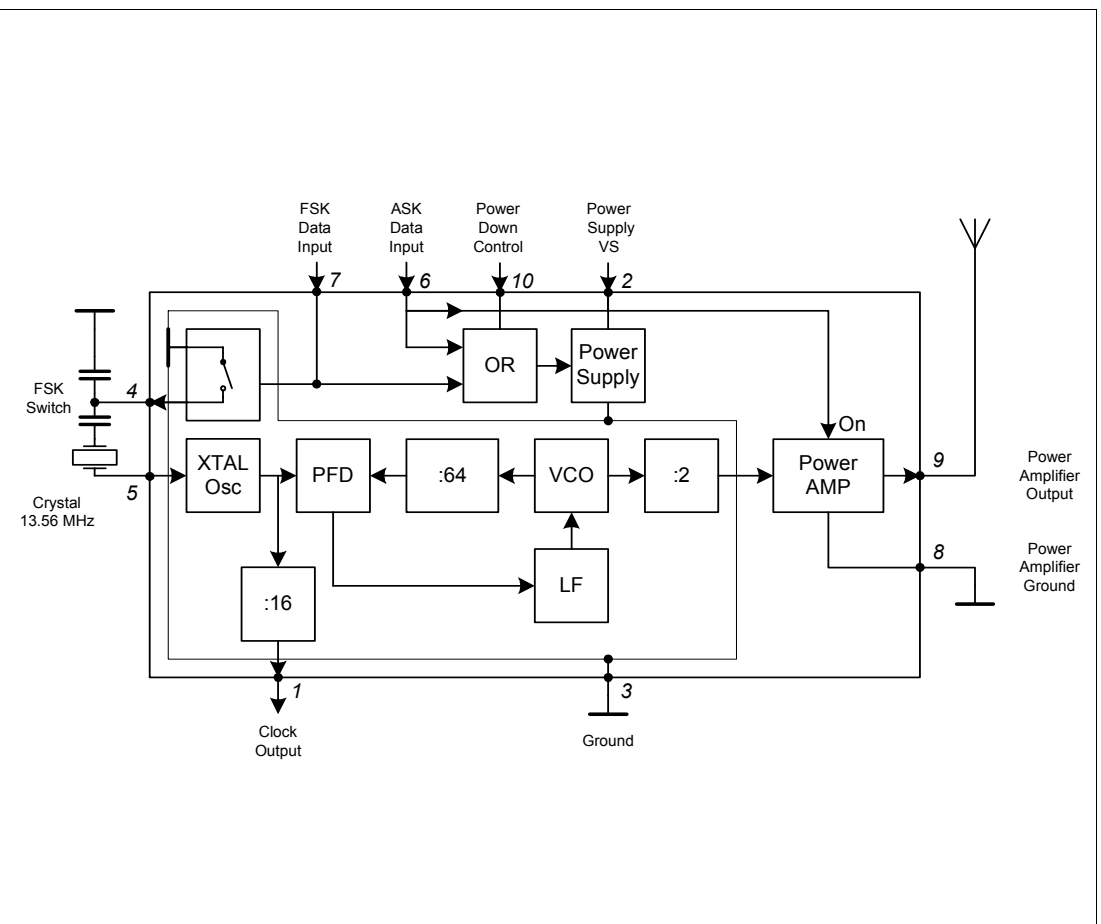 FSK
Data
Input
ASK
Data
Input
Power
Down
Control
Power
Supply
VS
7
6
10
2
OR
Power
Supply
FSK
Switch
4
On
XTAL
Osc
PFD
:64
VCO
:2
Power
AMP
9
Power
Amplifier
Output
5
Crystal
13.56 MHz
8
Power
Amplifier
Ground
:16
LF
1
3
Clock
Output
Ground